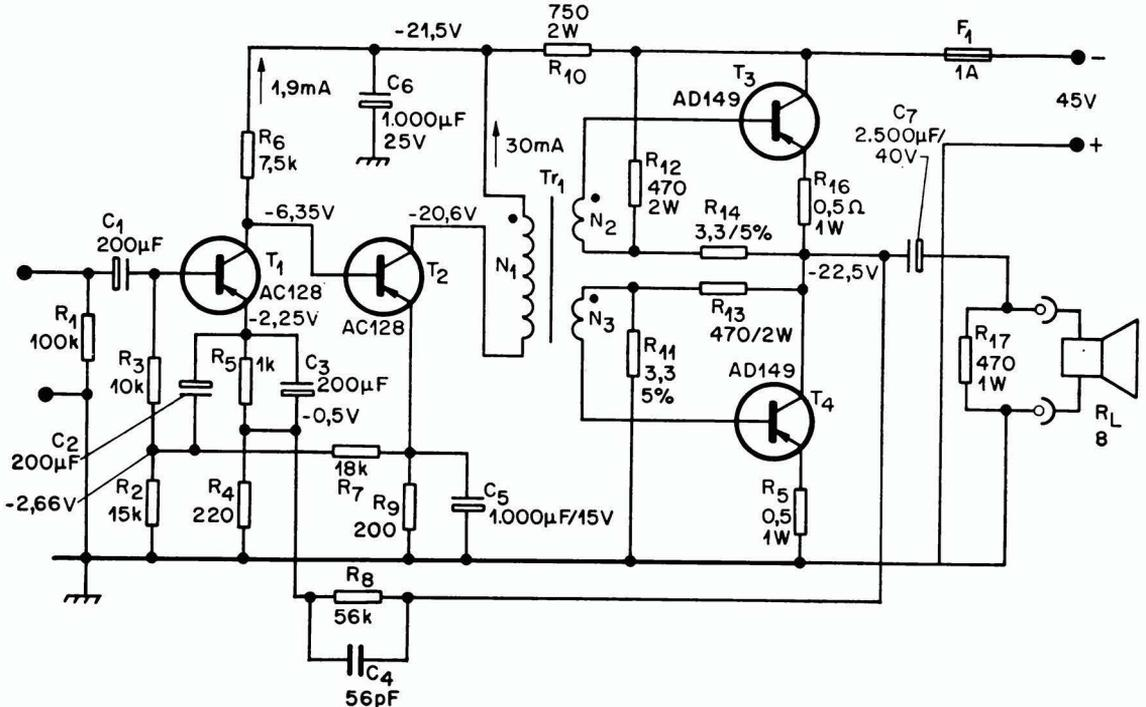 750
2W
R10
-21,5V
F1
1A
-
45V
+
1,9mA
C6
1.000µF
25V
T3
AD149
C7
2.500µF/
40V
R6
7,5k
30mA
Tr1
R12
470
2W
R16
0,5Ω
1W
-6,35V
-20,6V
N1
N2
R14
3,3/5%
C1
200µF
T1
AC128
T2
AC128
-22,5V
-2,25V
N3
R13
470/2W
R1
100k
R3
10k
R5
1k
C3
200µF
R11
3,3
5%
AD149
T4
R17
470
1W
RL
8
-0,5V
C2
200µF
18k
R7
-2,66V
R2
15k
R4
220
R9
200
C5
1.000µF/15V
R5
0,5
1W
R8
56k
C4
56pF